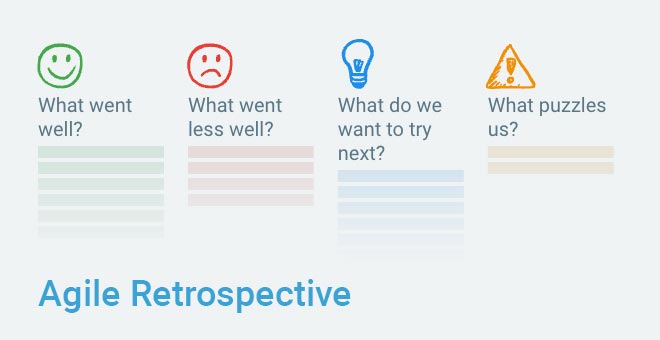 What went
well?
What went
less well?
What do we
want to try
next?
What puzzles
us?
Agile Retrospective